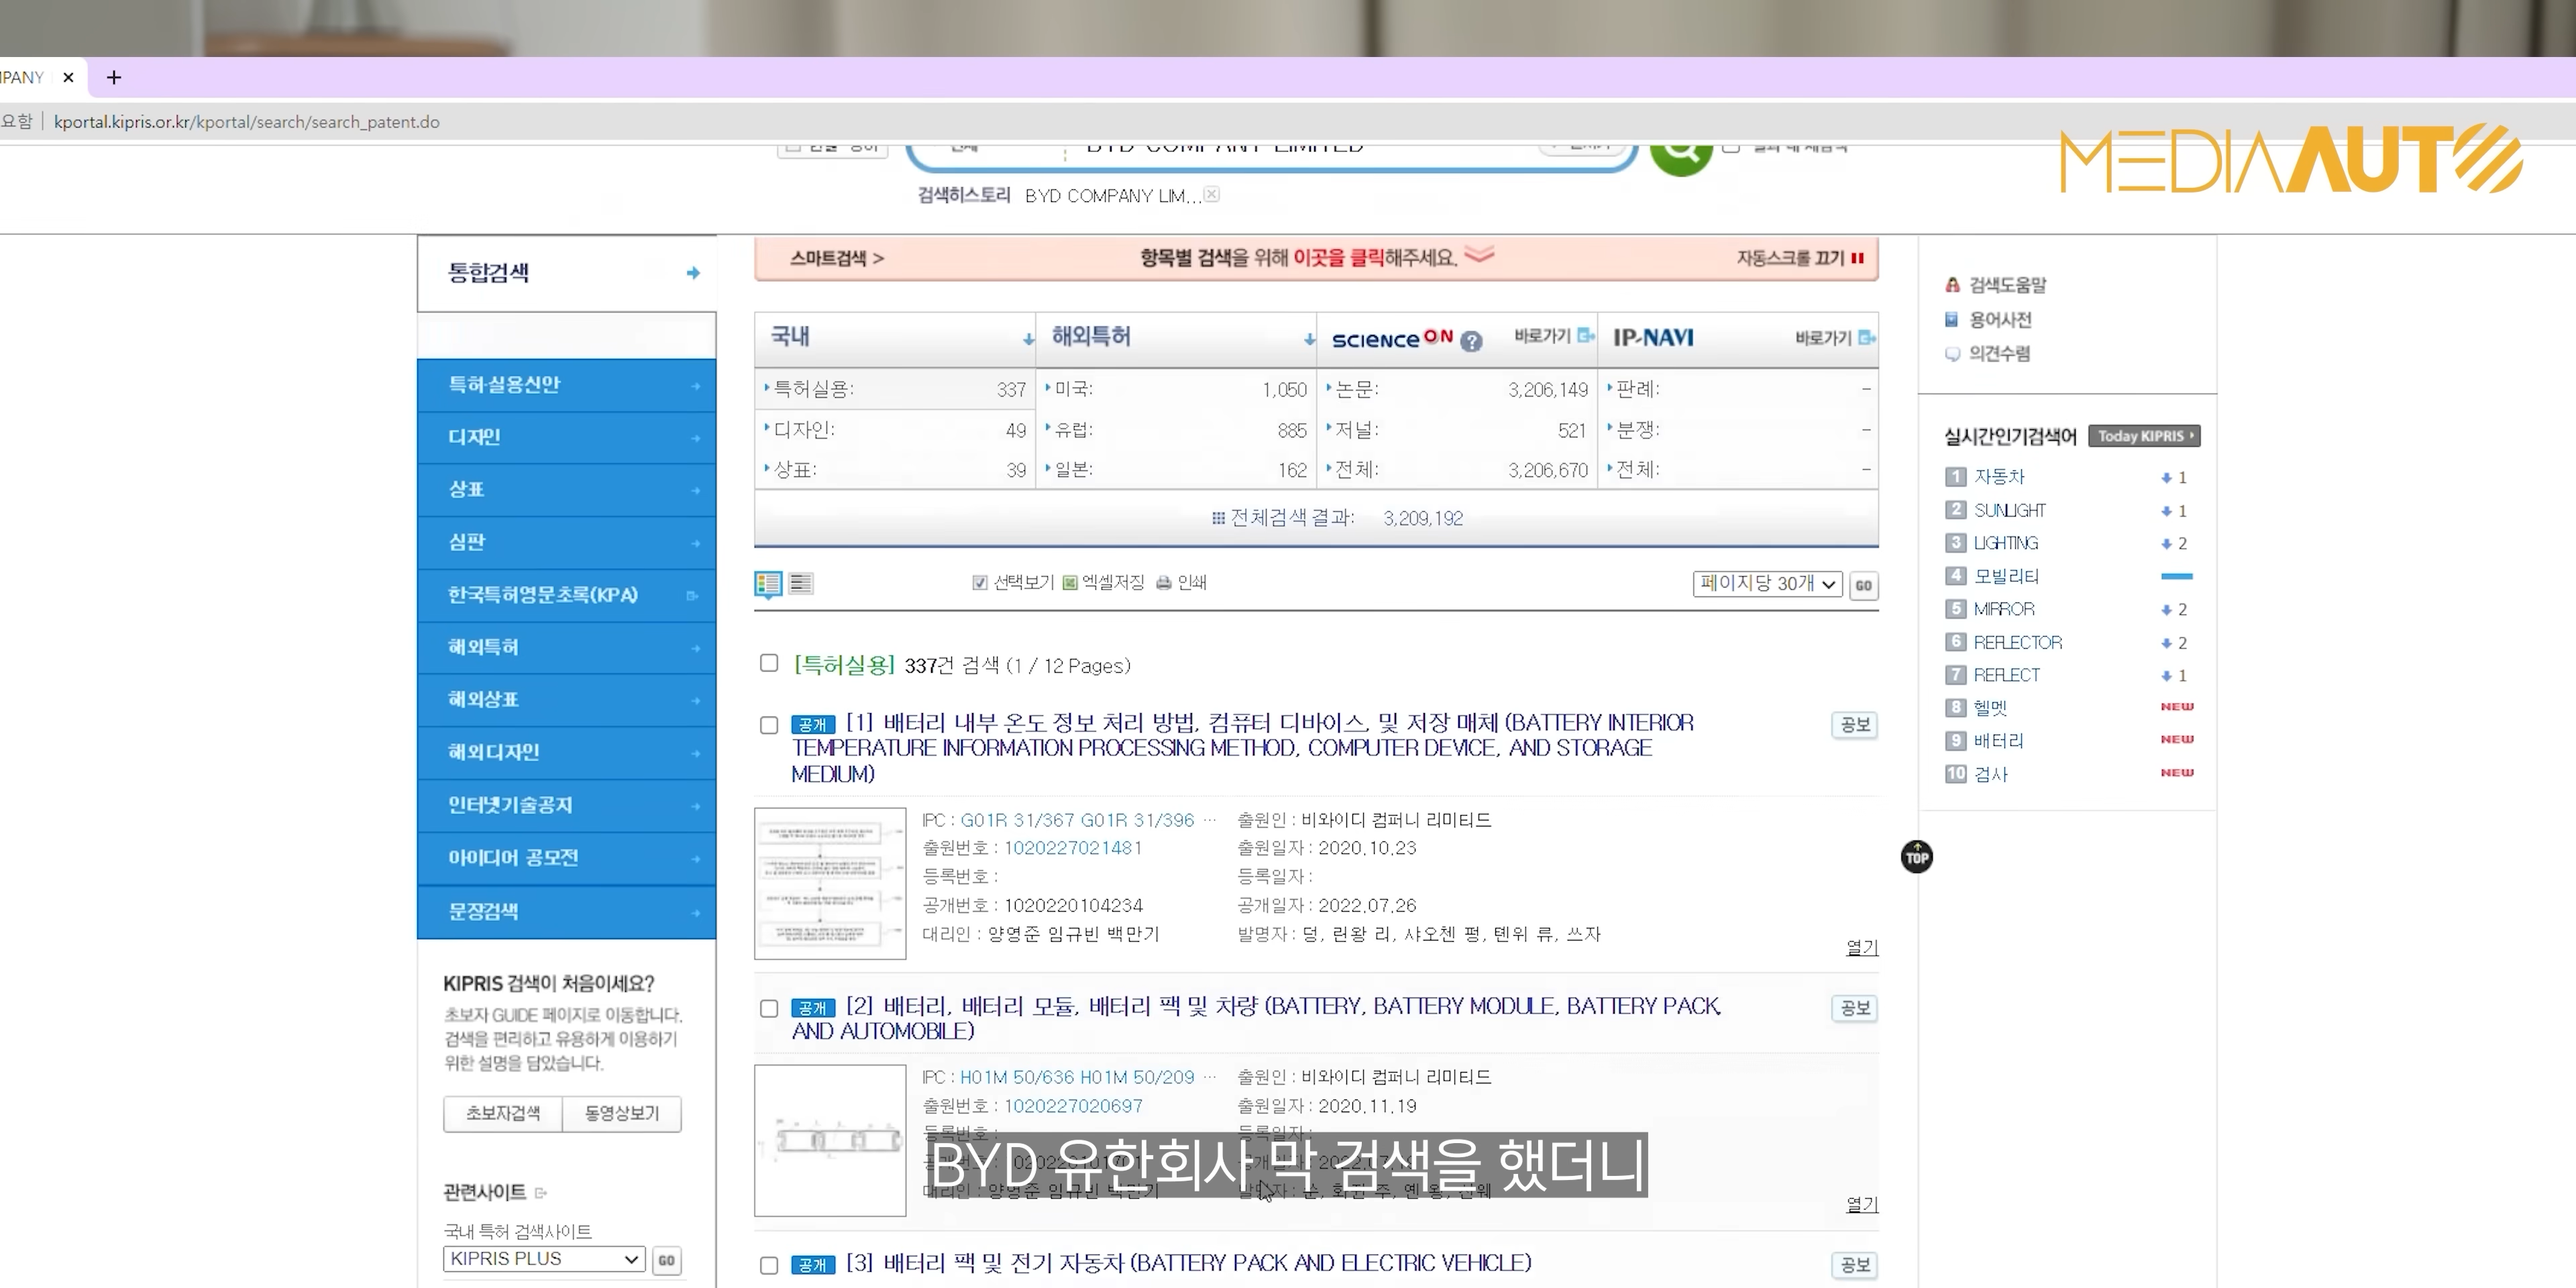 MPANY
요함 kportal.kipris.or.kr/kportal/search/search_patent.do
MEDIAAUTO
BYD COMPANY LIMITED
검색히스토리 BYD COMPANY LIM...
통합검색
특허·실용신안
디자인
상표
심판
한국특허영문초록(KPA)
해외특허
해외상표
해외디자인
인터넷기술공지
아이디어 공모전
문장검색
KIPRIS 검색이 처음이세요?
초보자 GUIDE 페이지로 이동합니다.
검색을 편리하고 유용하게 이용하기
위한 설명을 담았습니다.
초보자검색 동영상보기
관련사이트
국내 특허 검색사이트
KIPRIS PLUS GO
스마트검색 > 항목별 검색을 위해 이곳을 클릭해주세요. 자동스크롤 끄기
국내 해외특허 SCIENCE ON ? 바로가기 IP-NAVI 바로가기
특허실용: 337 미국: 1,050 논문: 3,206,149 판례: -
디자인: 49 유럽: 885 저널: 521 분쟁: -
상표: 39 일본: 162 전체: 3,206,670 전체: -
전체검색결과: 3,209,192
선택보기 엑셀저장 인쇄 페이지당 30개 GO
[특허실용] 337건 검색 (1 / 12 Pages)
공개 [1] 배터리 내부 온도 정보 처리 방법, 컴퓨터 디바이스, 및 저장 매체 (BATTERY INTERIOR 공보
TEMPERATURE INFORMATION PROCESSING METHOD, COMPUTER DEVICE, AND STORAGE
MEDIUM)
IPC : G01R 31/367 G01R 31/396 ... 출원인 : 비와이디 컴퍼니 리미티드
출원번호 : 1020227021481 출원일자 : 2020.10.23
등록번호 : 등록일자 :
공개번호 : 1020220104234 공개일자 : 2022.07.26
대리인 : 양영준 임규빈 백만기 발명자 : 덩, 린왕 리, 샤오첸 펑, 톈위 류, 쓰자
열기
공개 [2] 배터리, 배터리 모듈, 배터리 팩 및 차량 (BATTERY, BATTERY MODULE, BATTERY PACK, 공보
AND AUTOMOBILE)
IPC : H01M 50/636 H01M 50/209 ... 출원인 : 비와이디 컴퍼니 리미티드
출원번호 : 1020227020697 출원일자 : 2020.11.19
등록번호 : 등록일자 :
대리인 : 양영준 임규빈 백만기
열기
BYD 유한회사 막 검색을 했더니
공개 [3] 배터리 팩 및 전기 자동차 (BATTERY PACK AND ELECTRIC VEHICLE) 공보
검색도움말
용어사전
의견수렴
실시간인기검색어 Today KIPRIS
1 자동차 1
2 SUNLIGHT 1
3 LIGHTING 2
4 모빌리티
5 MIRROR 2
6 REFLECTOR 2
7 REFLECT 1
8 헬멧 NEW
9 배터리 NEW
10 검사 NEW
TOP